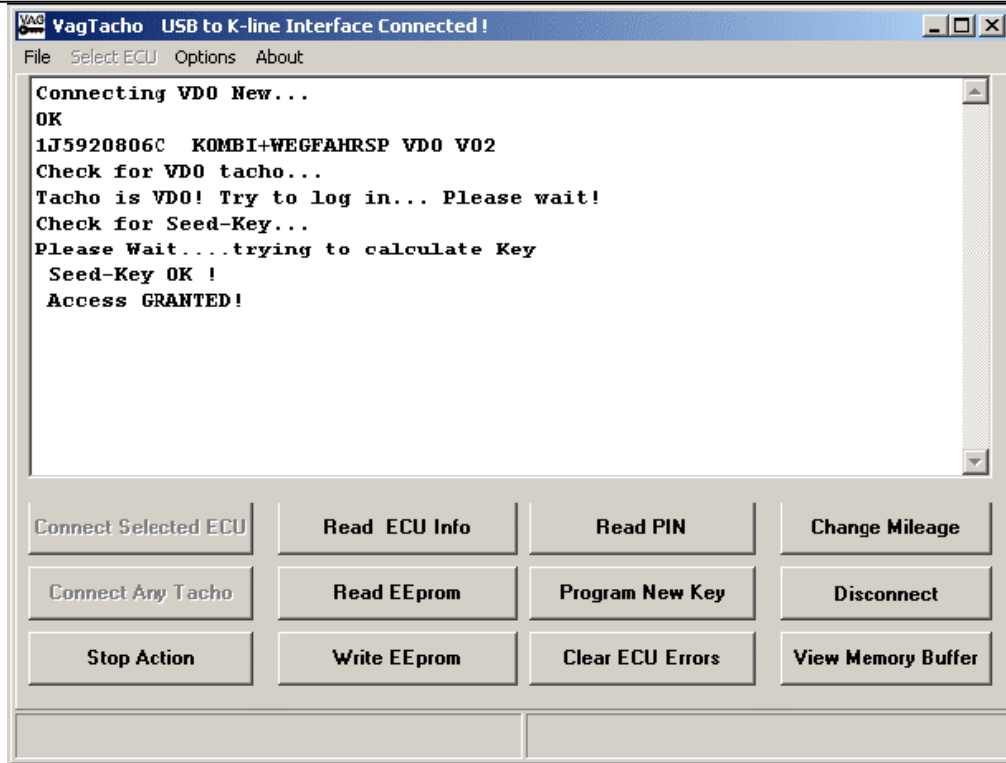 VAG
VagTacho USB to K-line Interface Connected !
File Select ECU Options About
Connecting VDO New...
OK
1J5920806C KOMBI+WEGFAHRSP VDO V02
Check for VDO tacho...
Tacho is VDO! Try to log in... Please wait!
Check for Seed-Key...
Please Wait....trying to calculate Key
Seed-Key OK !
Access GRANTED!
Connect Selected ECU Read ECU Info Read PIN Change Mileage
Connect Any Tacho Read EEprom Program New Key Disconnect
Stop Action Write EEprom Clear ECU Errors View Memory Buffer